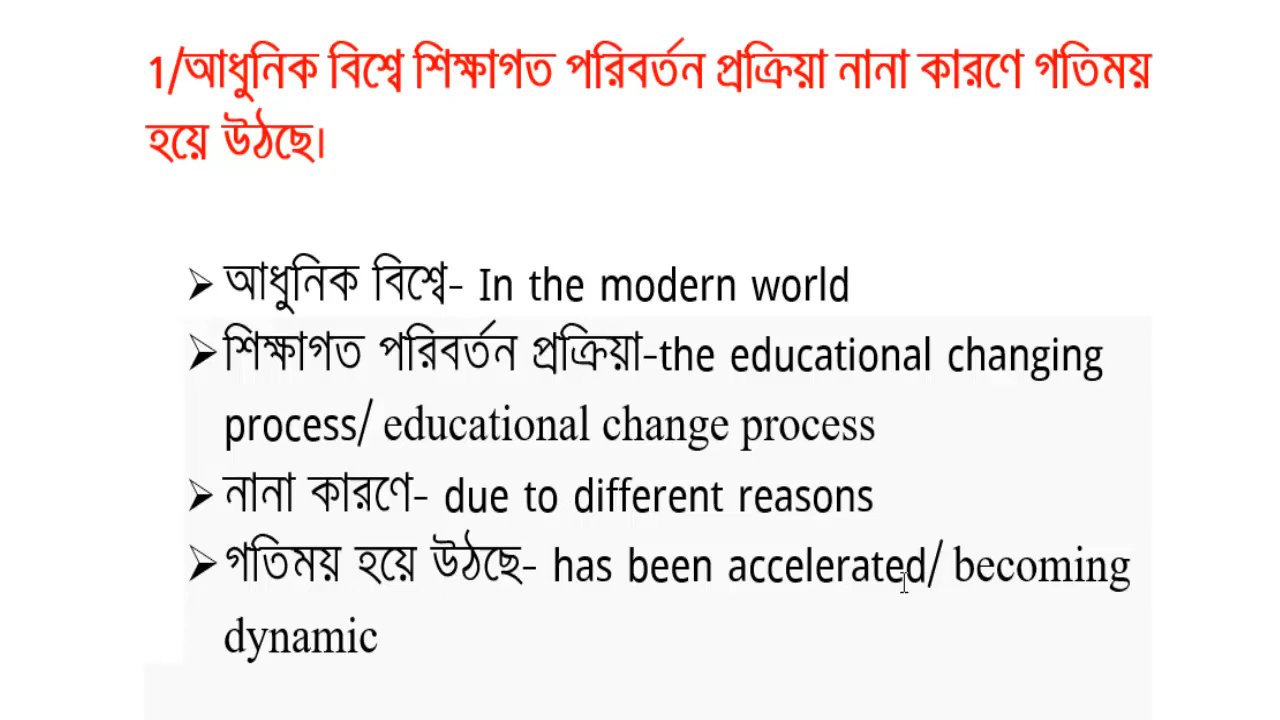 1/আধুনিক বিশ্বে শিক্ষাগত পরিবর্তন প্রক্রিয়া নানা কারণে গতিময়
হয়ে উঠছে।
➢ আধুনিক বিশ্বে- In the modern world
➢ শিক্ষাগত পরিবর্তন প্রক্রিয়া-the educational changing
process/ educational change process
➢ নানা কারণে- due to different reasons
➢ গতিময় হয়ে উঠছে- has been accelerated/ becoming
dynamic